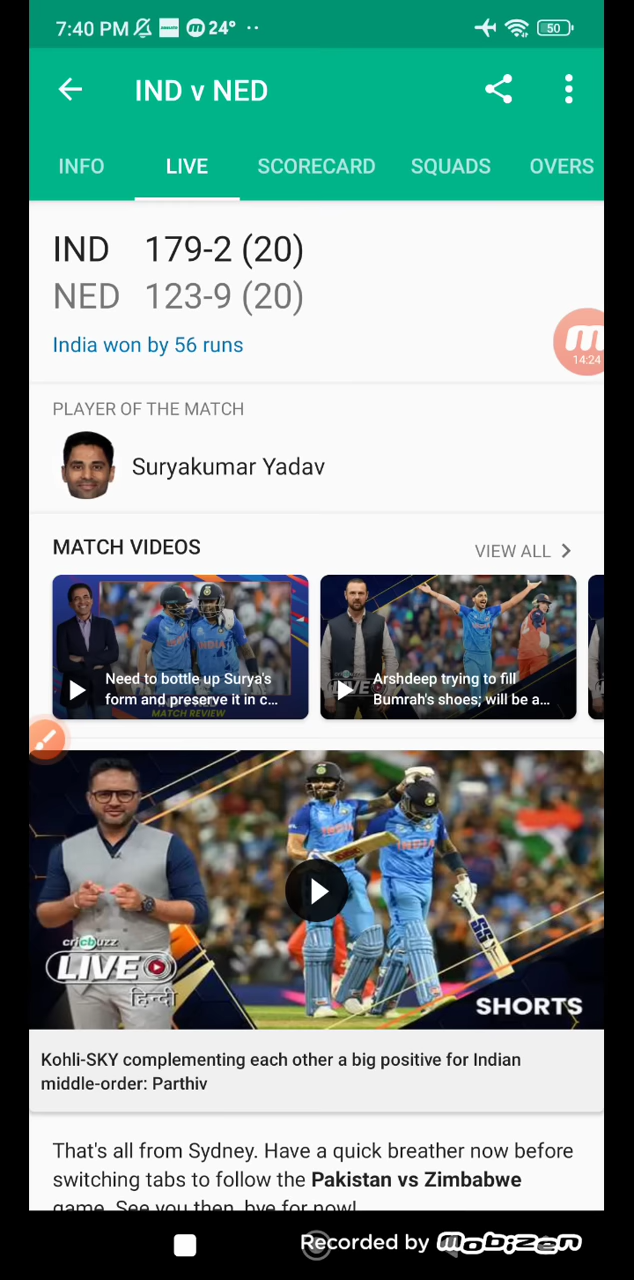 7:40 PM 24°
50
IND v NED
INFO LIVE SCORECARD SQUADS OVERS
IND 179-2 (20)
NED 123-9 (20)
India won by 56 runs
14:24
PLAYER OF THE MATCH
Suryakumar Yadav
MATCH VIDEOS
VIEW ALL
Need to bottle up Surya's
form and preserve it in c...
MATCH REVIEW
Arshdeep trying to fill
Bumrah's shoes; will be a...
LIVE
cricbuzz
LIVE
हिन्दी
SHORTS
Kohli-SKY complementing each other a big positive for Indian
middle-order: Parthiv
That's all from Sydney. Have a quick breather now before
switching tabs to follow the Pakistan vs Zimbabwe
game. See you then, bye for now!
Recorded by mobizen